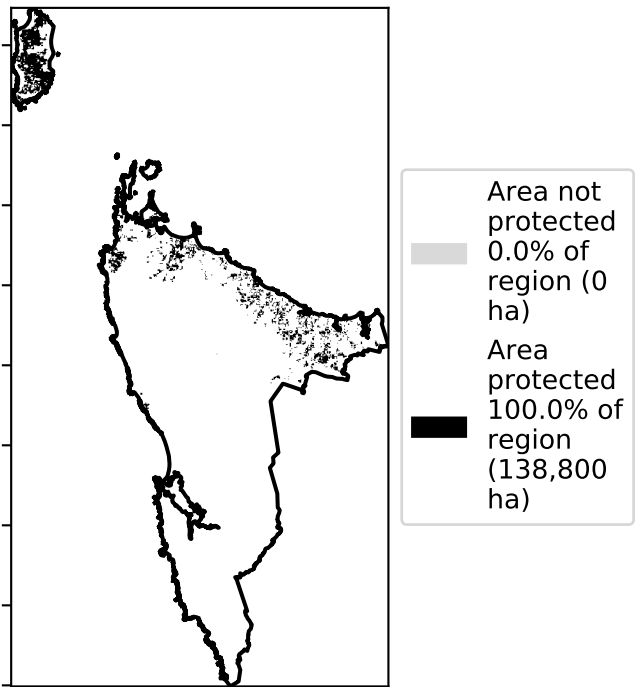 Area not
protected
0.0% of
region (0
ha)
Area
protected
100.0% of
region
(138,800
ha)